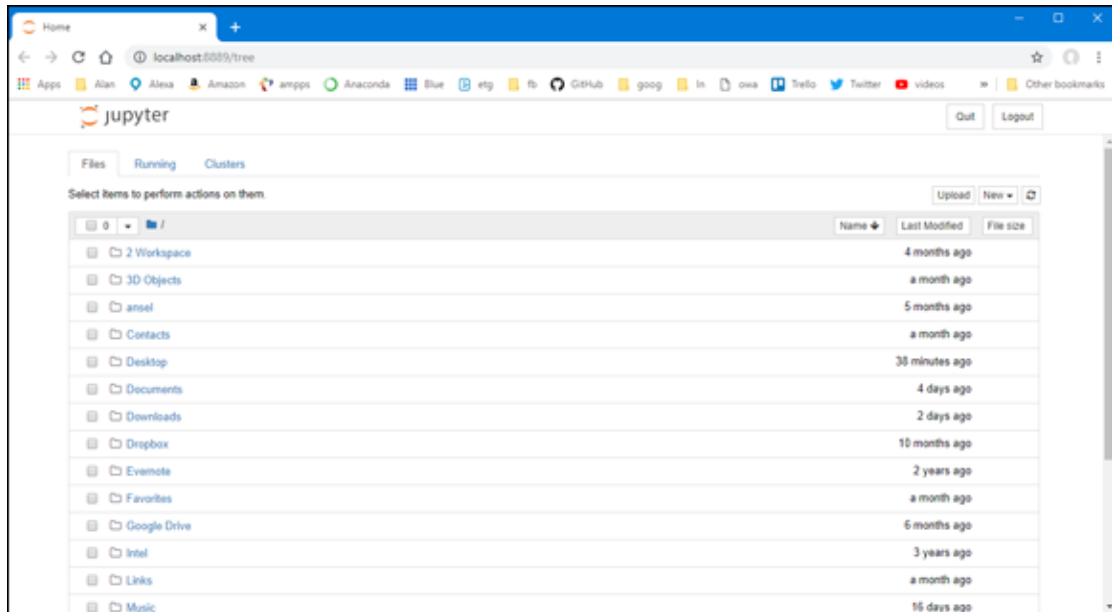 Home
localhost:8889/tree
Apps Alan Alexa Amazon ampps Anaconda Blue etg fb GitHub goog In owa Trello Twitter videos » Other bookmarks
jupyter Quit Logout
Files Running Clusters
Select items to perform actions on them. Upload New
0 / Name Last Modified File size
2 Workspace 4 months ago
3D Objects a month ago
ansel 5 months ago
Contacts a month ago
Desktop 38 minutes ago
Documents 4 days ago
Downloads 2 days ago
Dropbox 10 months ago
Evernote 2 years ago
Favorites a month ago
Google Drive 6 months ago
Intel 3 years ago
Links a month ago
Music 16 days ago